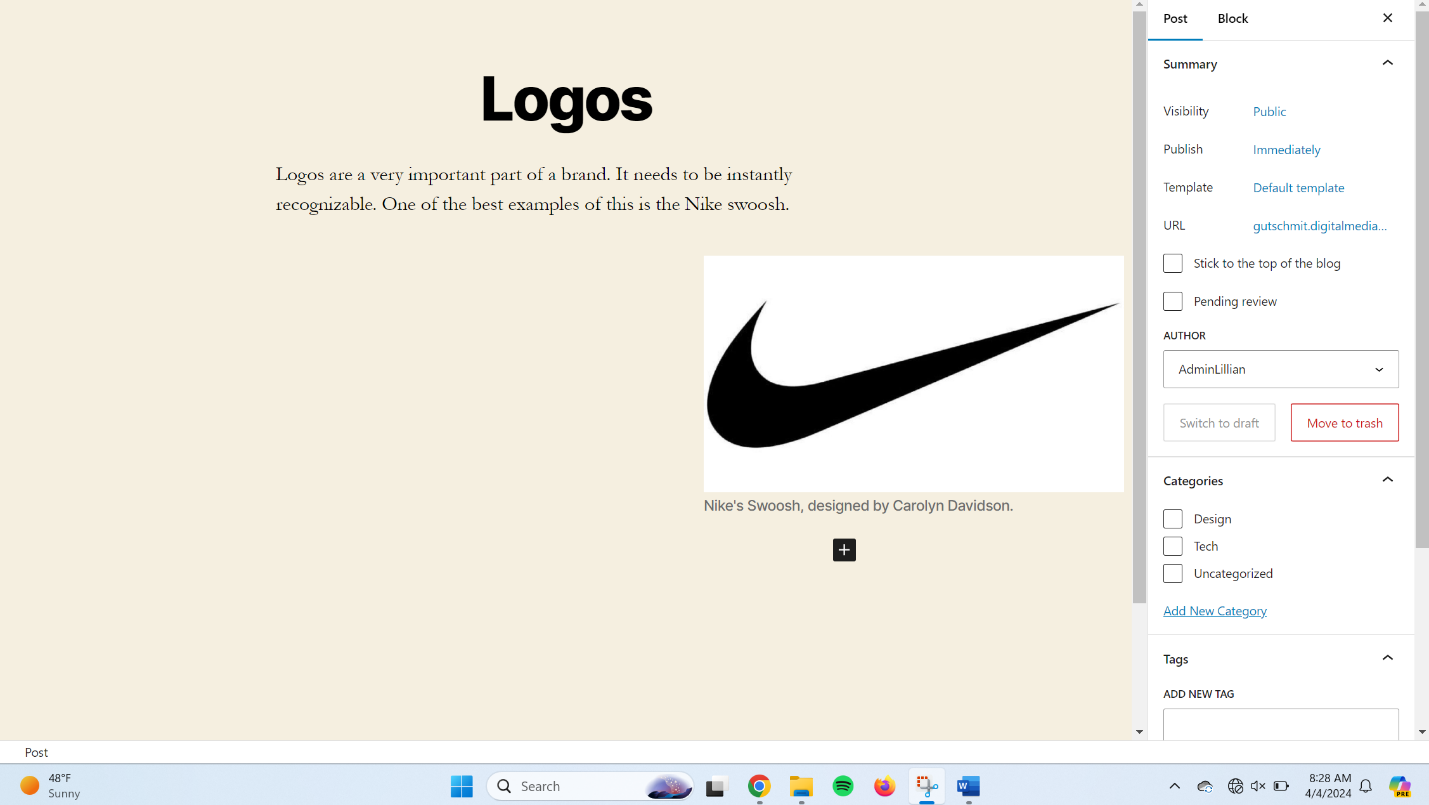 Logos
Logos are a very important part of a brand. It needs to be instantly
recognizable. One of the best examples of this is the Nike swoosh.
Nike's Swoosh, designed by Carolyn Davidson.
Post Block
Summary
Visibility Public
Publish Immediately
Template Default template
URL gutschmit.digitalmedia...
Stick to the top of the blog
Pending review
AUTHOR
AdminLillian
Switch to draft Move to trash
Categories
Design
Tech
Uncategorized
Add New Category
Tags
ADD NEW TAG
Post
48°F
Sunny
Search
W
PRE
8:28 AM
4/4/2024